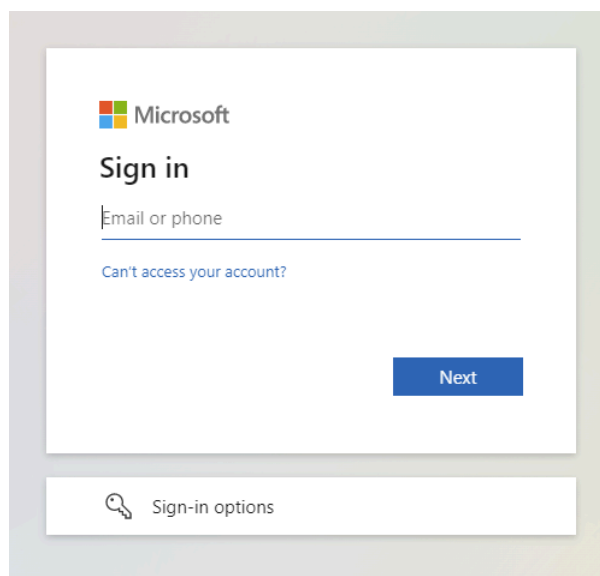 Microsoft
Sign in
Email or phone
Can't access your account?
Next
Sign-in options